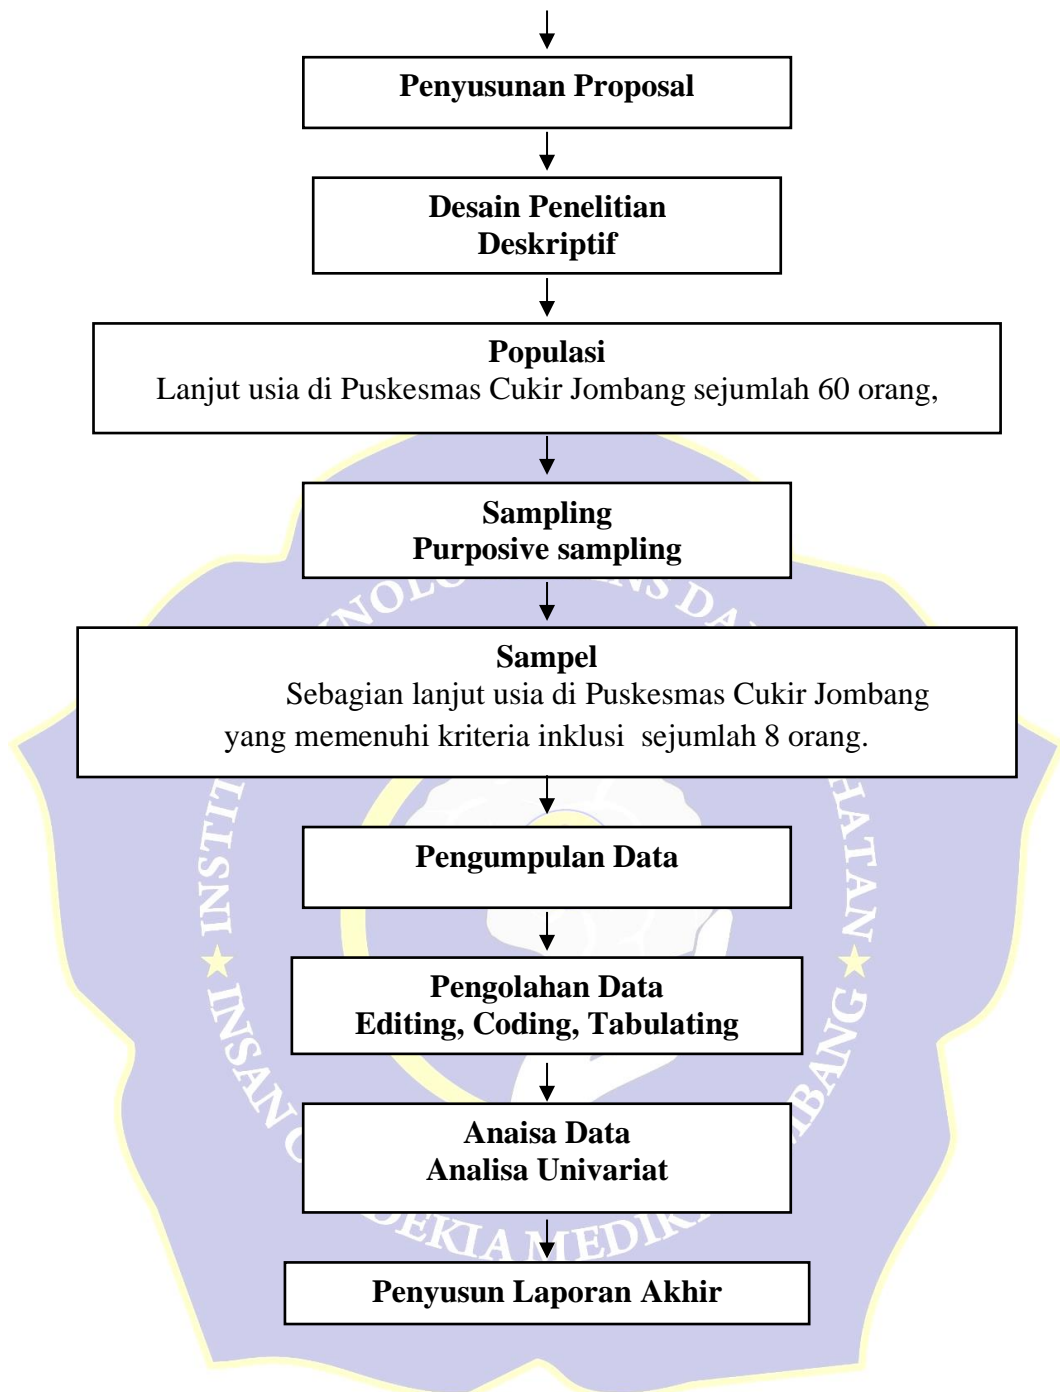 Penyusunan Proposal
Desain Penelitian
Deskriptif
Populasi
Lanjut usia di Puskesmas Cukir Jombang sejumlah 60 orang,
Sampling
Purposive sampling
Sampel
Sebagian lanjut usia di Puskesmas Cukir Jombang
yang memenuhi kriteria inklusi sejumlah 8 orang.
Pengumpulan Data
Pengolahan Data
Editing, Coding, Tabulating
Anaisa Data
Analisa Univariat
Penyusun Laporan Akhir